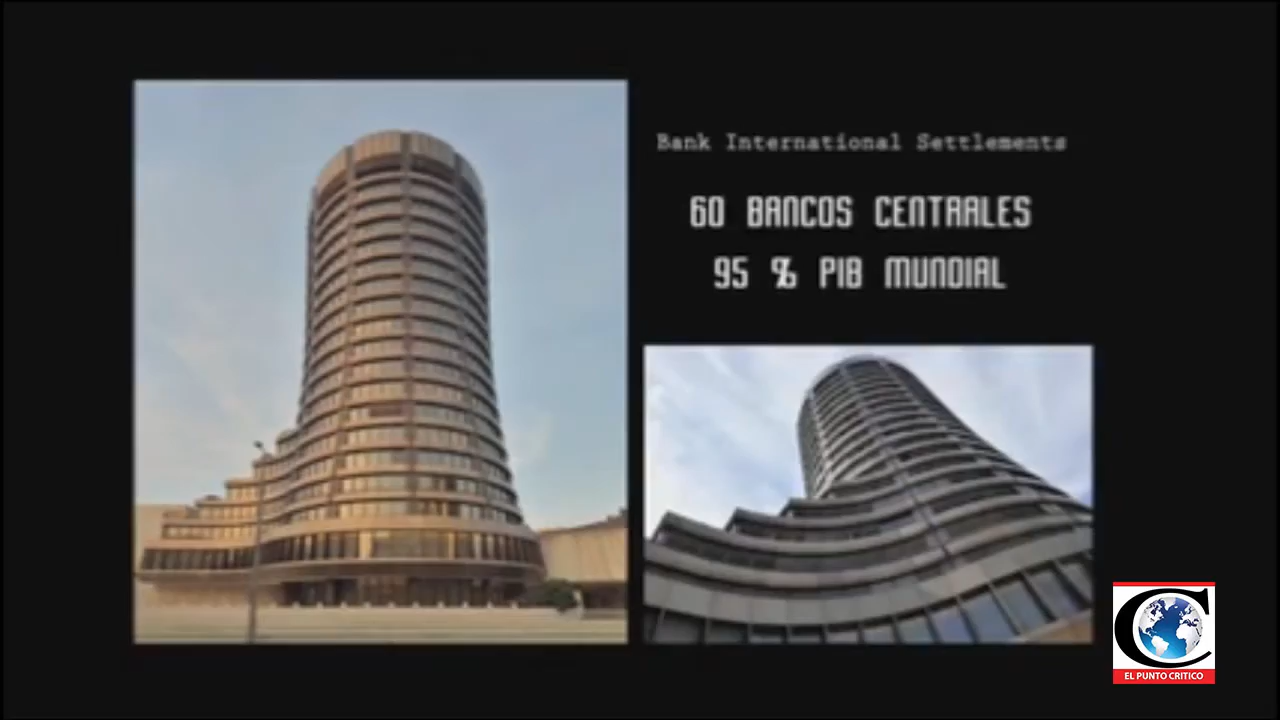 Bank International Settlements
60 BANCOS CENTRALES
95 % PIB MUNDIAL
EL PUNTO CRITICO